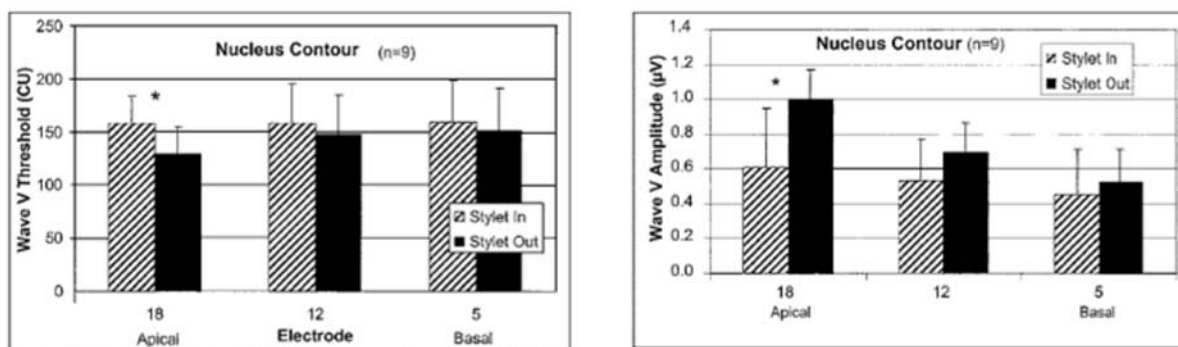 Nucleus Contour (n=9)
Wave V Threshold (CU)
250
200
150
100
50
0
*
Stylet In
Stylet Out
18
12
5
Apical
Electrode
Basal
Nucleus Contour (n=9)
Wave V Amplitude (µV)
1.4
1.2
1.0
0.8
0.6
0.4
0.2
0.0
*
Stylet In
Stylet Out
18
12
5
Apical
Basal